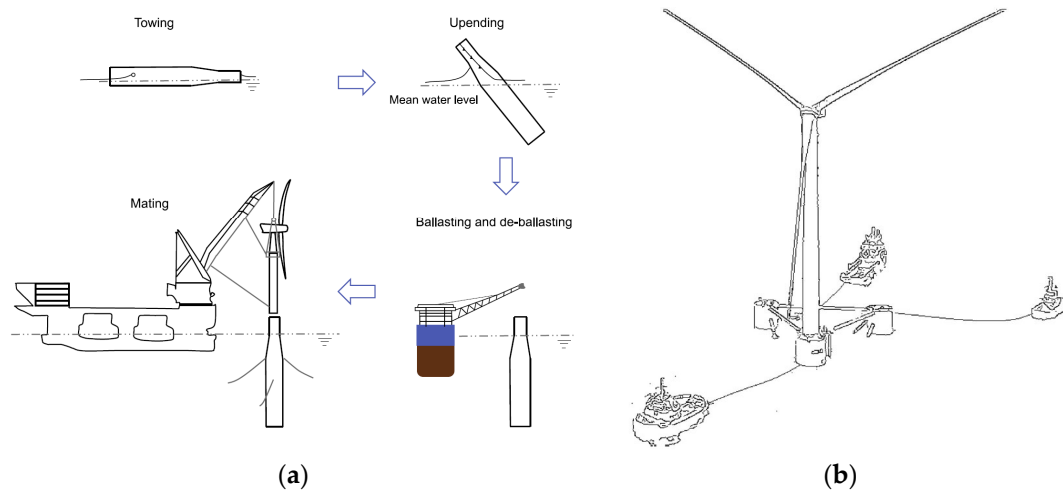 Towing
Upending
Mean water level
Mating
Ballasting and de-ballasting
(a)
(b)